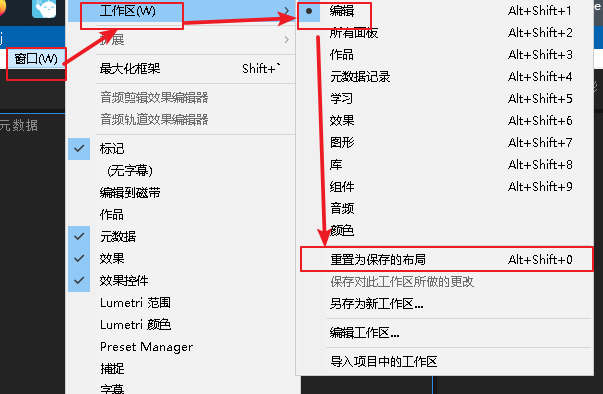 窗口(W)
元数据
工作区(W)
扩展
最大化框架 Shift+`
音频剪辑效果编辑器
音频轨道效果编辑器
标记
(无字幕)
编辑到磁带
作品
元数据
效果
效果控件
Lumetri 范围
Lumetri 颜色
Preset Manager
捕捉
字幕
编辑 Alt+Shift+1
所有面板 Alt+Shift+2
作品 Alt+Shift+3
元数据记录 Alt+Shift+4
学习 Alt+Shift+5
效果 Alt+Shift+6
图形 Alt+Shift+7
库 Alt+Shift+8
组件 Alt+Shift+9
音频
颜色
重置为保存的布局 Alt+Shift+0
保存对此工作区所做的更改
另存为新工作区...
编辑工作区...
导入项目中的工作区